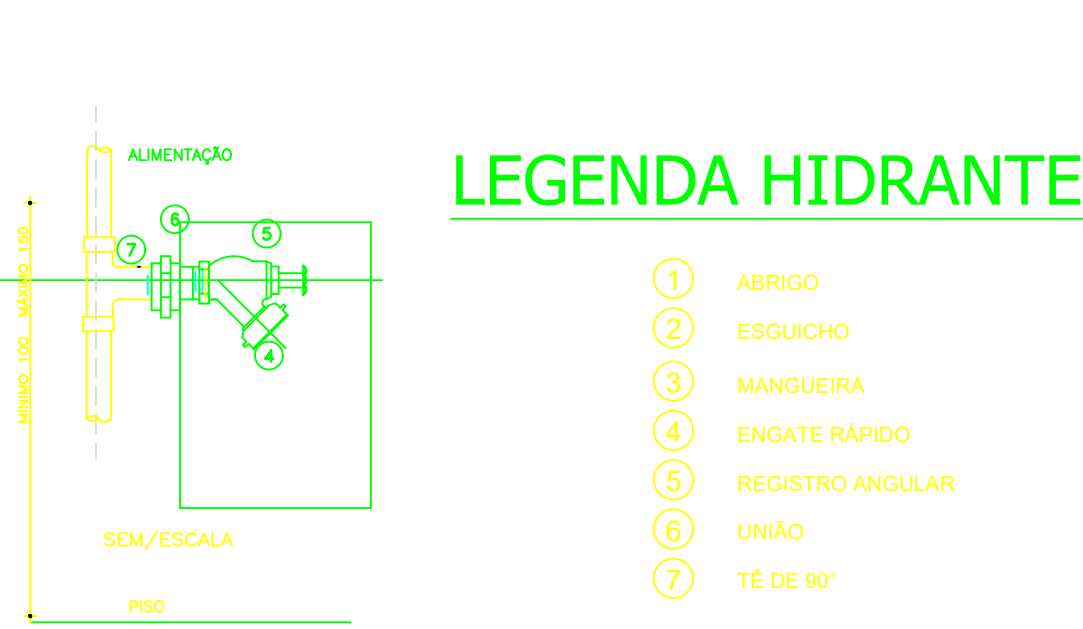 ALIMENTAÇÃO
6
5
7
4
MÍNIMO 100 MÁXIMO 150
SEM/ESCALA
PISO
LEGENDA HIDRANTE
1 ABRIGO
2 ESGUICHO
3 MANGUEIRA
4 ENGATE RÁPIDO
5 REGISTRO ANGULAR
6 UNIÃO
7 TÊ DE 90°